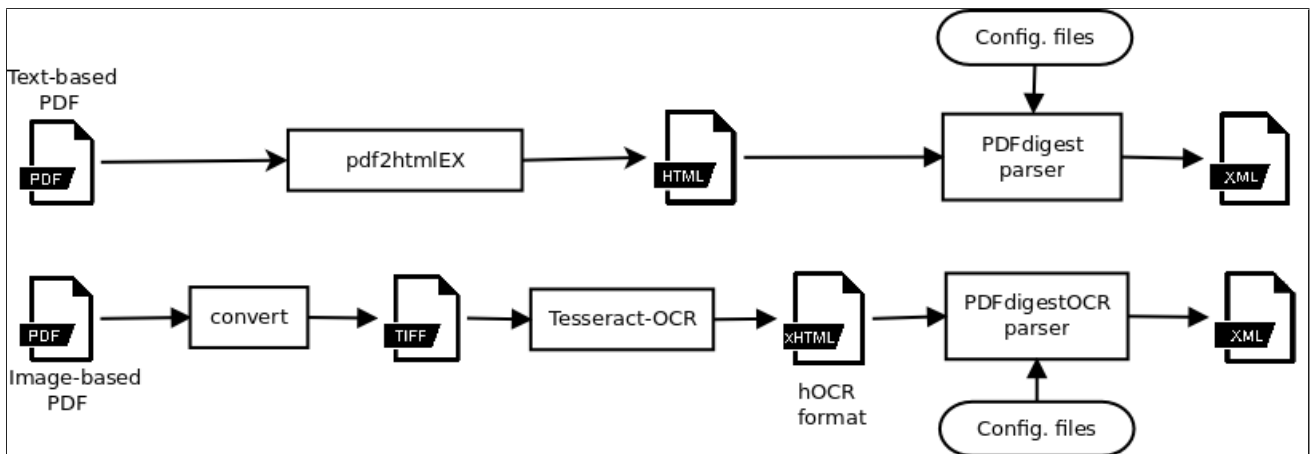 Config. files
Text-based
PDF
PDF
pdf2htmlEX
HTML
PDFdigest
parser
XML
PDF
Image-based
PDF
convert
TIFF
Tesseract-OCR
xHTML
hOCR
format
PDFdigestOCR
parser
XML
Config. files